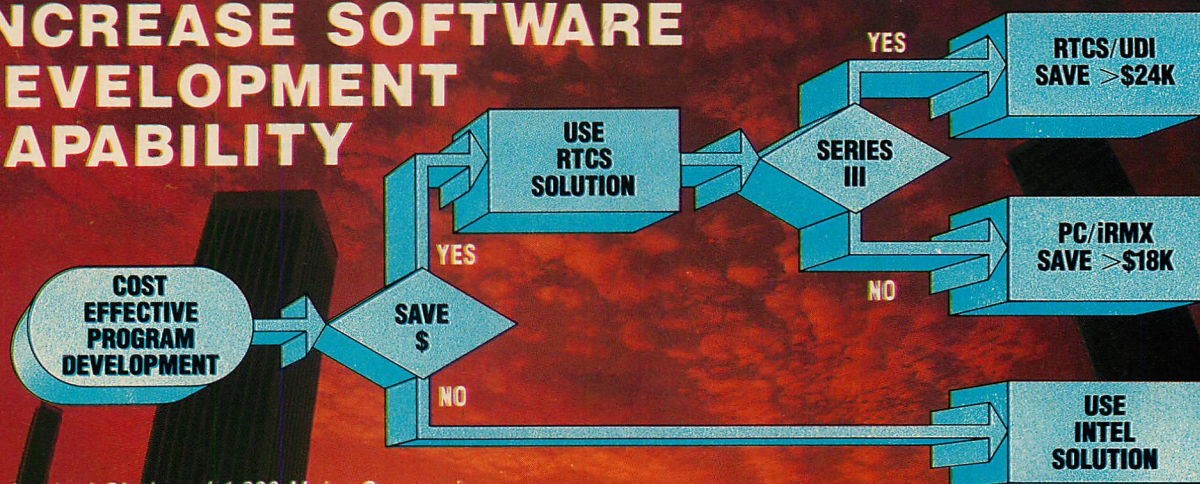 NCREASE SOFTWARE
EVELOPMENT
APABILITY
COST
EFFECTIVE
PROGRAM
DEVELOPMENT
SAVE
$
YES
NO
USE
RTCS
SOLUTION
SERIES
III
YES
NO
RTCS/UDI
SAVE >$24K
PC/iRMX
SAVE >$18K
USE
INTEL
SOLUTION